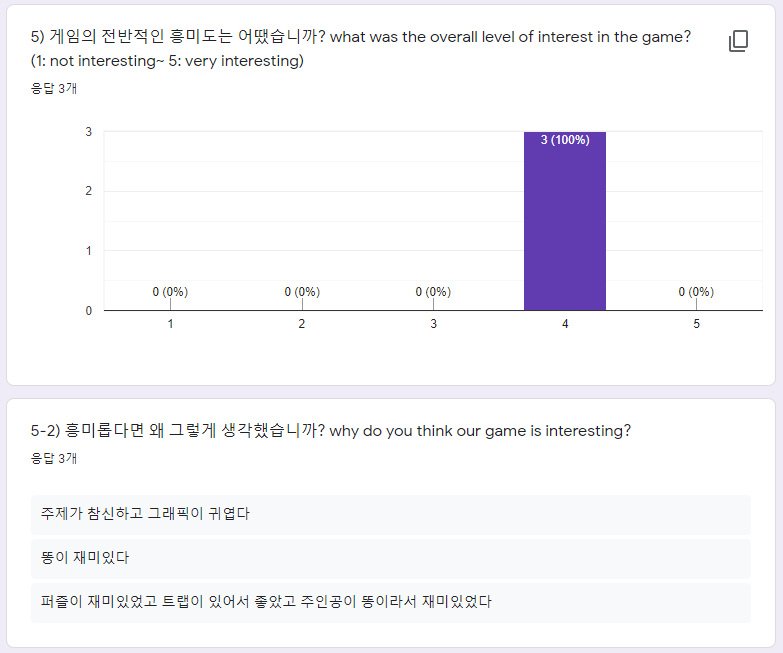 5) 게임의 전반적인 흥미도는 어땠습니까? what was the overall level of interest in the game?
(1: not interesting~ 5: very interesting)
응답 3개
3
2
1
0
0 (0%)
0 (0%)
0 (0%)
3 (100%)
0 (0%)
1
2
3
4
5
5-2) 흥미롭다면 왜 그렇게 생각했습니까? why do you think our game is interesting?
응답 3개
주제가 참신하고 그래픽이 귀엽다
똥이 재미있다
퍼즐이 재미있었고 트랩이 있어서 좋았고 주인공이 똥이라서 재미있었다